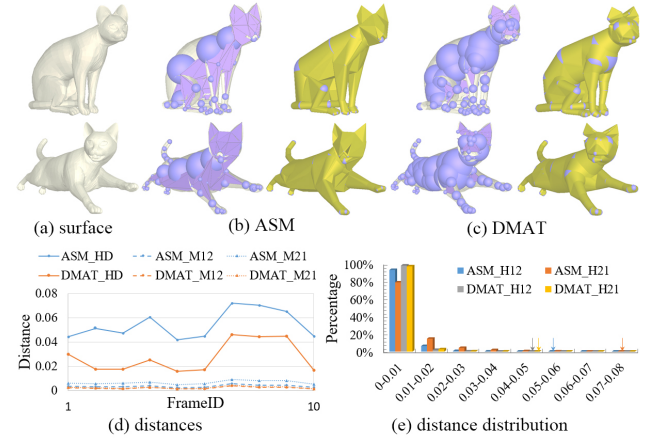 (a) surface
(b) ASM
(c) DMAT
ASM_HD
ASM_M12
ASM_M21
DMAT_HD
DMAT_M12
DMAT_M21
0.08
0.06
0.04
0.02
0
Distance
1
FrameID
10
(d) distances
ASM_H12
ASM_H21
DMAT_H12
DMAT_H21
100%
80%
60%
40%
20%
0%
Percentage
0-0.01
0.01-0.02
0.02-0.03
0.03-0.04
0.04-0.05
0.05-0.06
0.06-0.07
0.07-0.08
(e) distance distribution